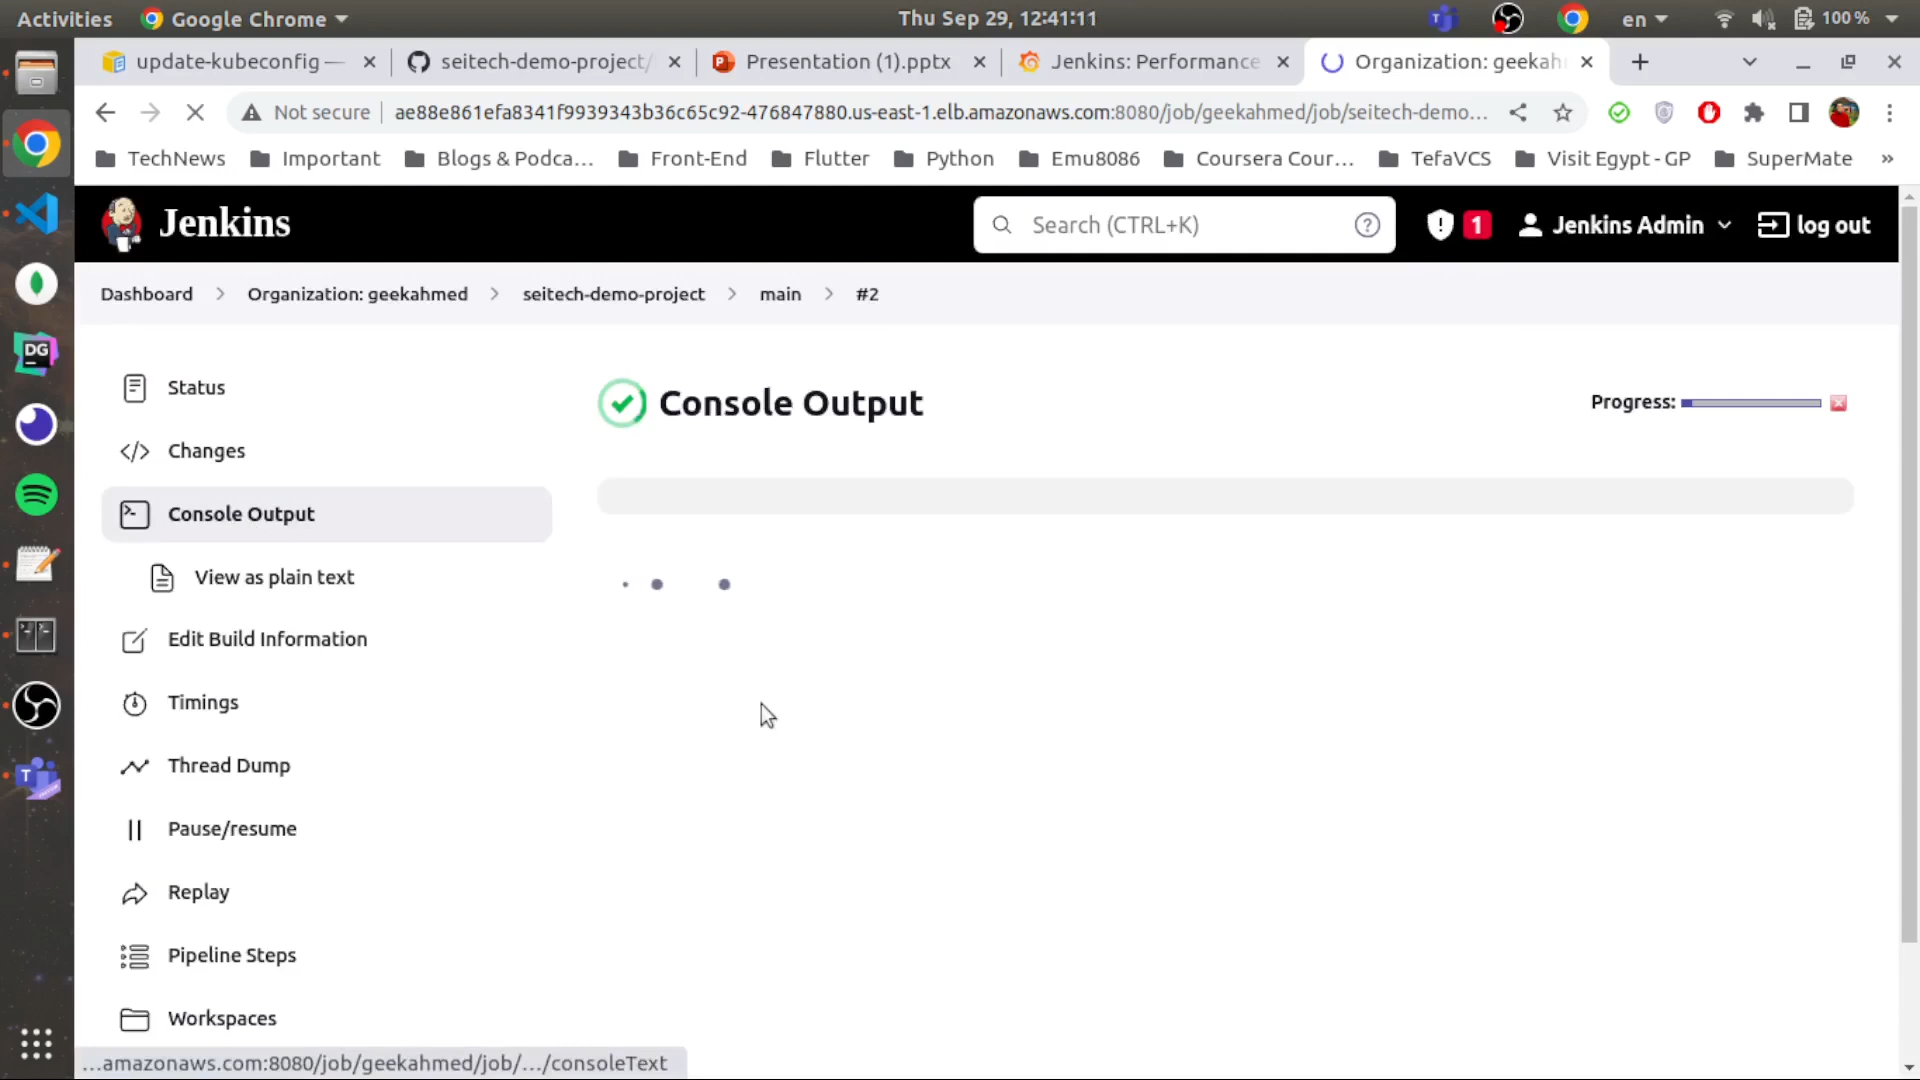 Activities Google Chrome Thu Sep 29, 12:41:11 en 100 %
update-kubeconfig — seitech-demo-project/ Presentation (1).pptx Jenkins: Performance Organization: geekah
Not secure ae88e861efa8341f9939343b36c65c92-476847880.us-east-1.elb.amazonaws.com:8080/job/geekahmed/job/seitech-demo...
TechNews Important Blogs & Podca... Front-End Flutter Python Emu8086 Coursera Cour... TefaVCS Visit Egypt - GP SuperMate »
Jenkins Search (CTRL+K) ? ! 1 Jenkins Admin log out
Dashboard Organization: geekahmed seitech-demo-project main #2
Status
Console Output Progress:
Changes
Console Output
View as plain text
Edit Build Information
Timings
Thread Dump
Pause/resume
Replay
Pipeline Steps
Workspaces
...amazonaws.com:8080/job/geekahmed/job/.../consoleText
DG
T